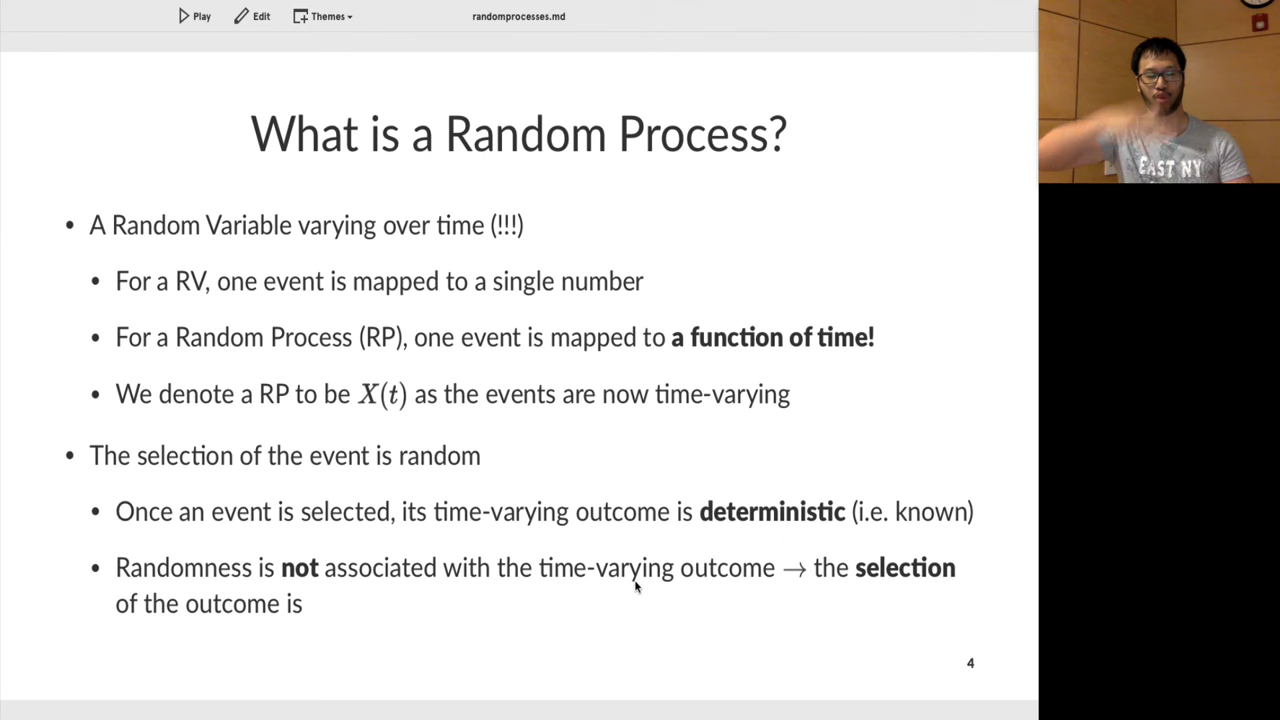 Play Edit Themes randomprocesses.md
What is a Random Process?
• A Random Variable varying over time (!!!)
• For a RV, one event is mapped to a single number
• For a Random Process (RP), one event is mapped to a function of time!
• We denote a RP to be X(t) as the events are now time-varying
• The selection of the event is random
• Once an event is selected, its time-varying outcome is deterministic (i.e. known)
• Randomness is not associated with the time-varying outcome → the selection
of the outcome is
4
EAST NY